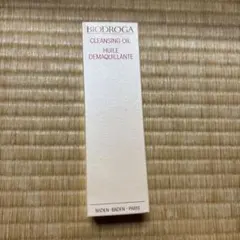 BIODROGA
CLEANSING OIL
HUILE
DEMAQUILLANTE
BADEN-BADEN · PARIS